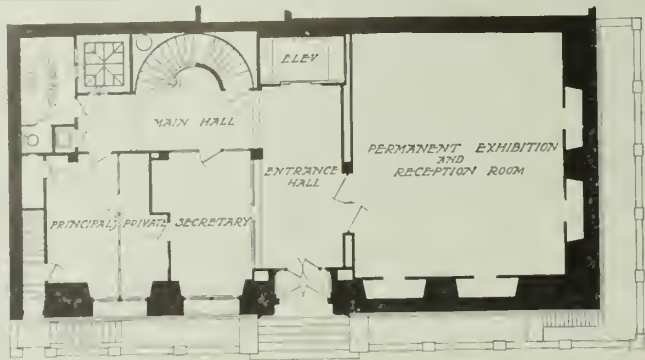 ELEV
MAIN HALL
PERMANENT EXHIBITION
AND
RECEPTION ROOM
ENTRANCE
HALL
PRINCIPAL
PRIVATE
SECRETARY